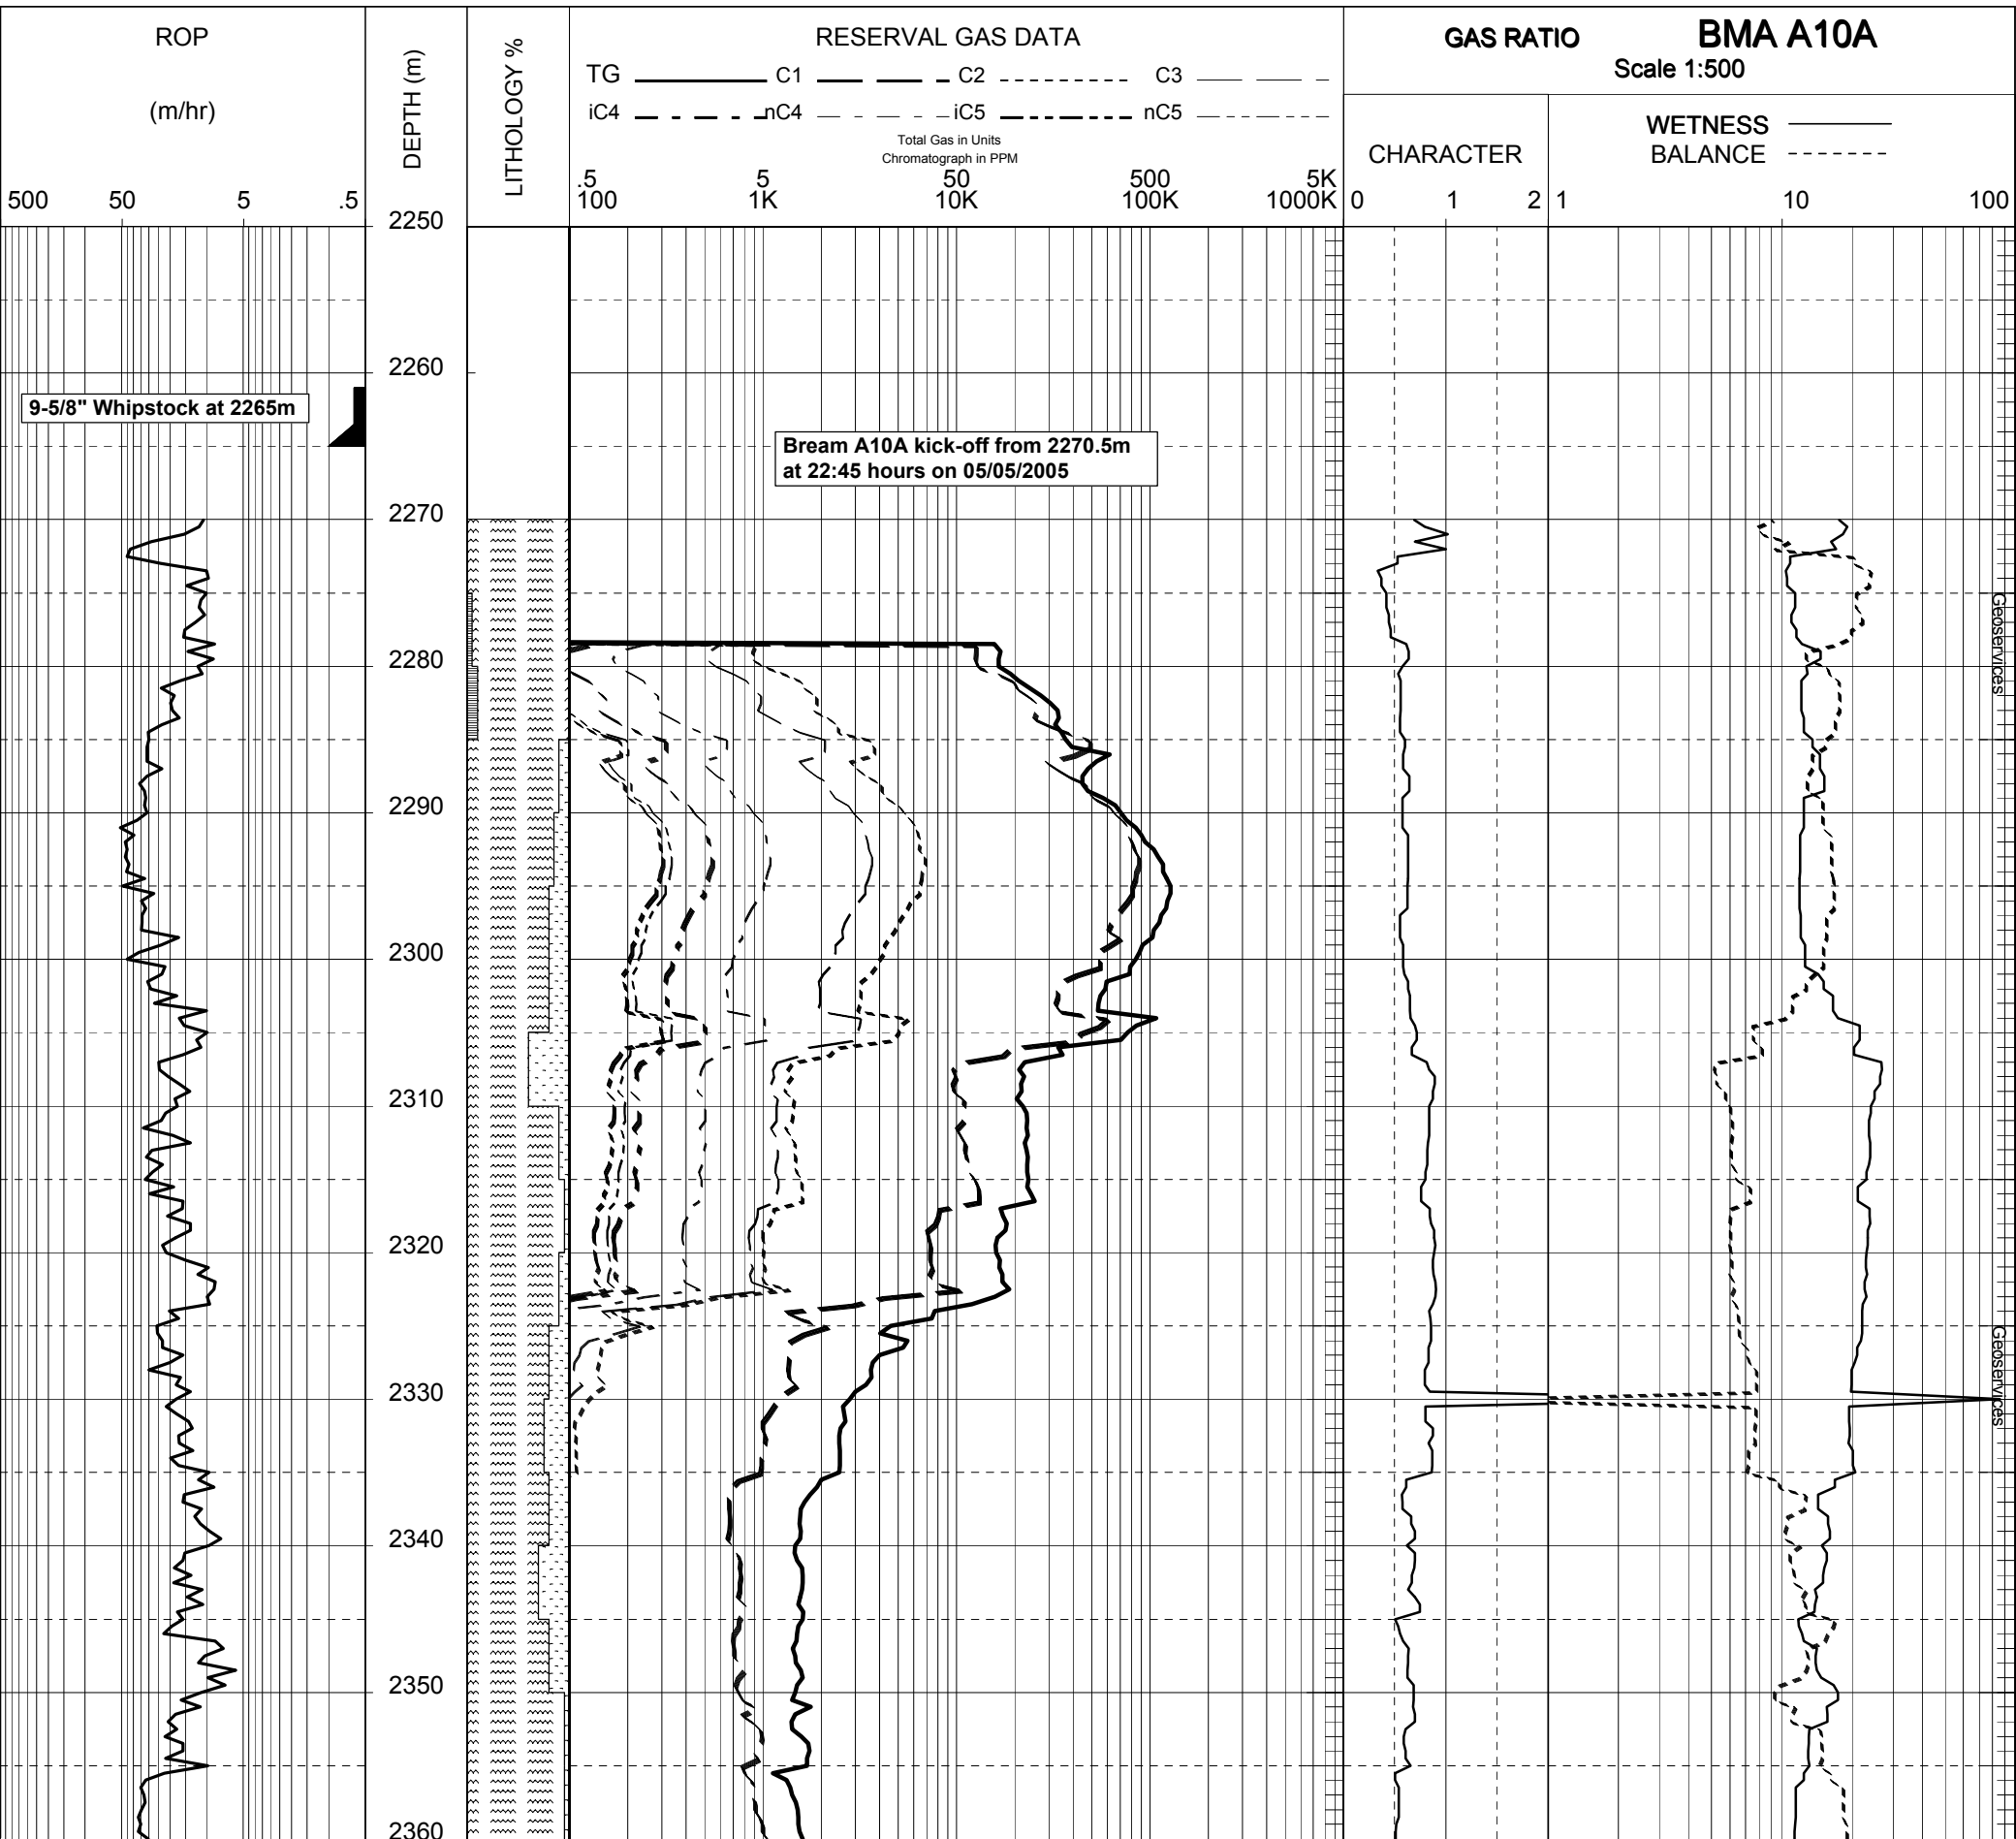 ROP
(m/hr)
500 50 5 .5
DEPTH (m)
LITHOLOGY %
RESERVAL GAS DATA
TG C1 C2 C3
iC4 nC4 iC5 nC5
Total Gas in Units
Chromatograph in PPM
.5 5 50 500 5K
100 1K 10K 100K 1000K
GAS RATIO BMA A10A
Scale 1:500
CHARACTER
0 1 2
WETNESS
BALANCE
1 10 100
2250
2260
9-5/8" Whipstock at 2265m
Bream A10A kick-off from 2270.5m
at 22:45 hours on 05/05/2005
2270
Geoservices
2280
2290
2300
2310
2320
Geoservices
2330
2340
2350
2360